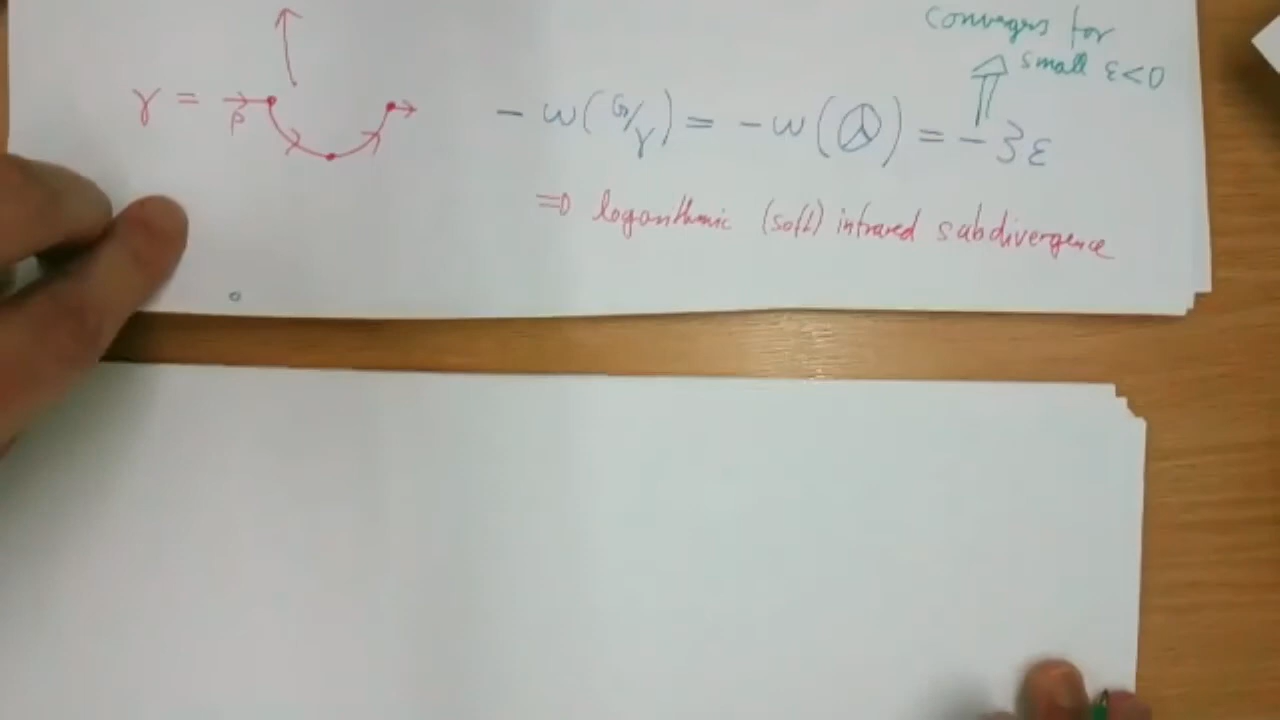 converges for
small ε<0
γ = p⃗
- ω(G/γ) = - ω( ) = - 3ε
⇒ logarithmic (soft) infrared subdivergence